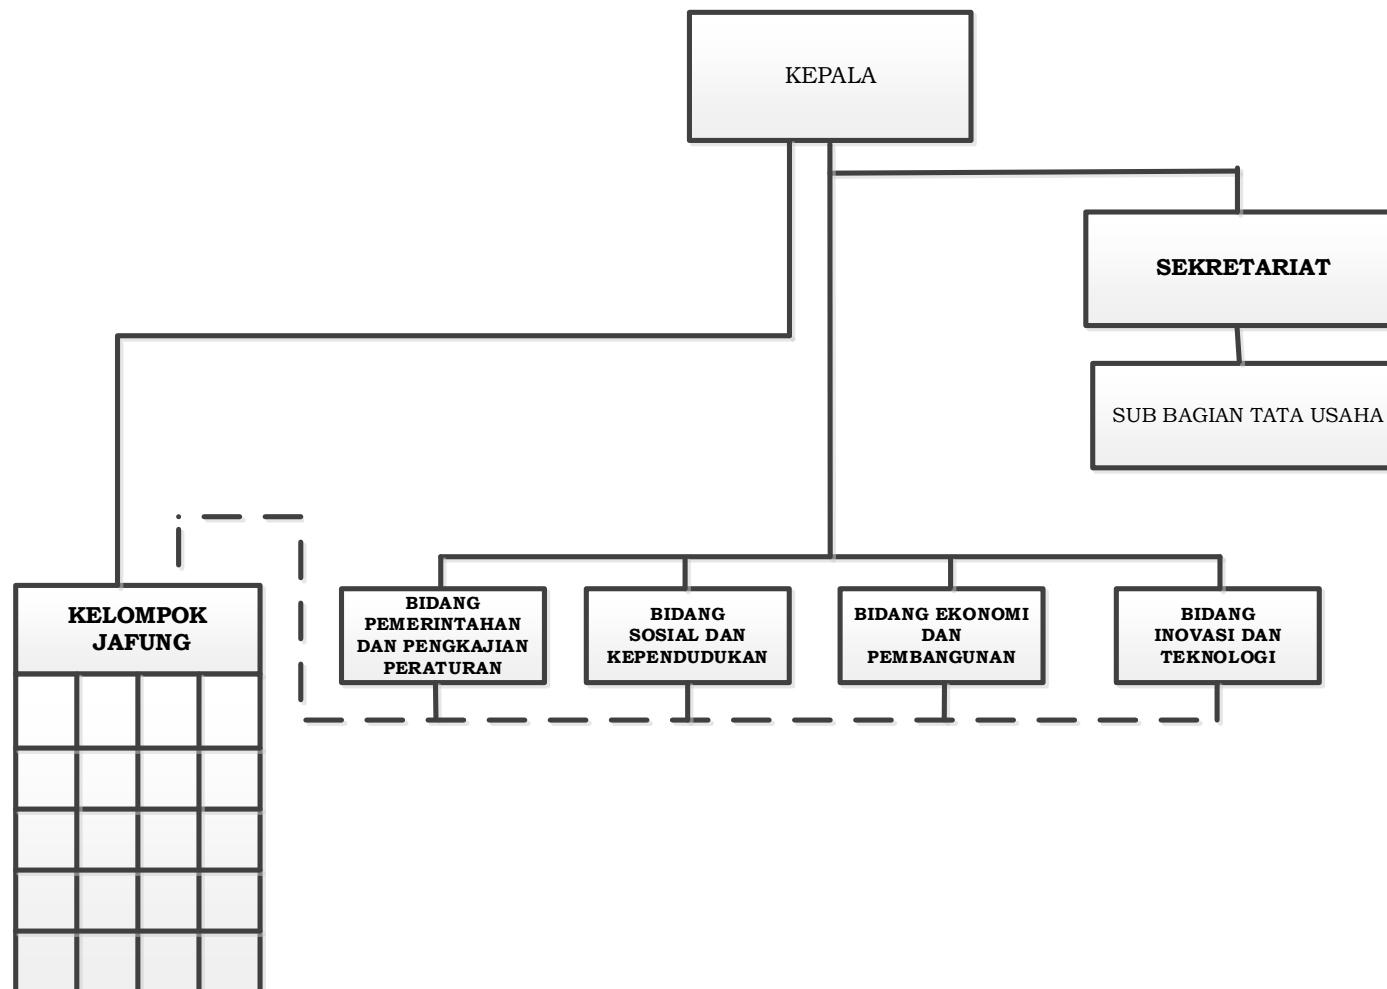 KEPALA
SEKRETARIAT
SUB BAGIAN TATA USAHA
KELOMPOK
JAFUNG
BIDANG
PEMERINTAHAN
DAN PENGKAJIAN
PERATURAN
BIDANG
SOSIAL DAN
KEPENDUDUKAN
BIDANG EKONOMI
DAN
PEMBANGUNAN
BIDANG
INOVASI DAN
TEKNOLOGI